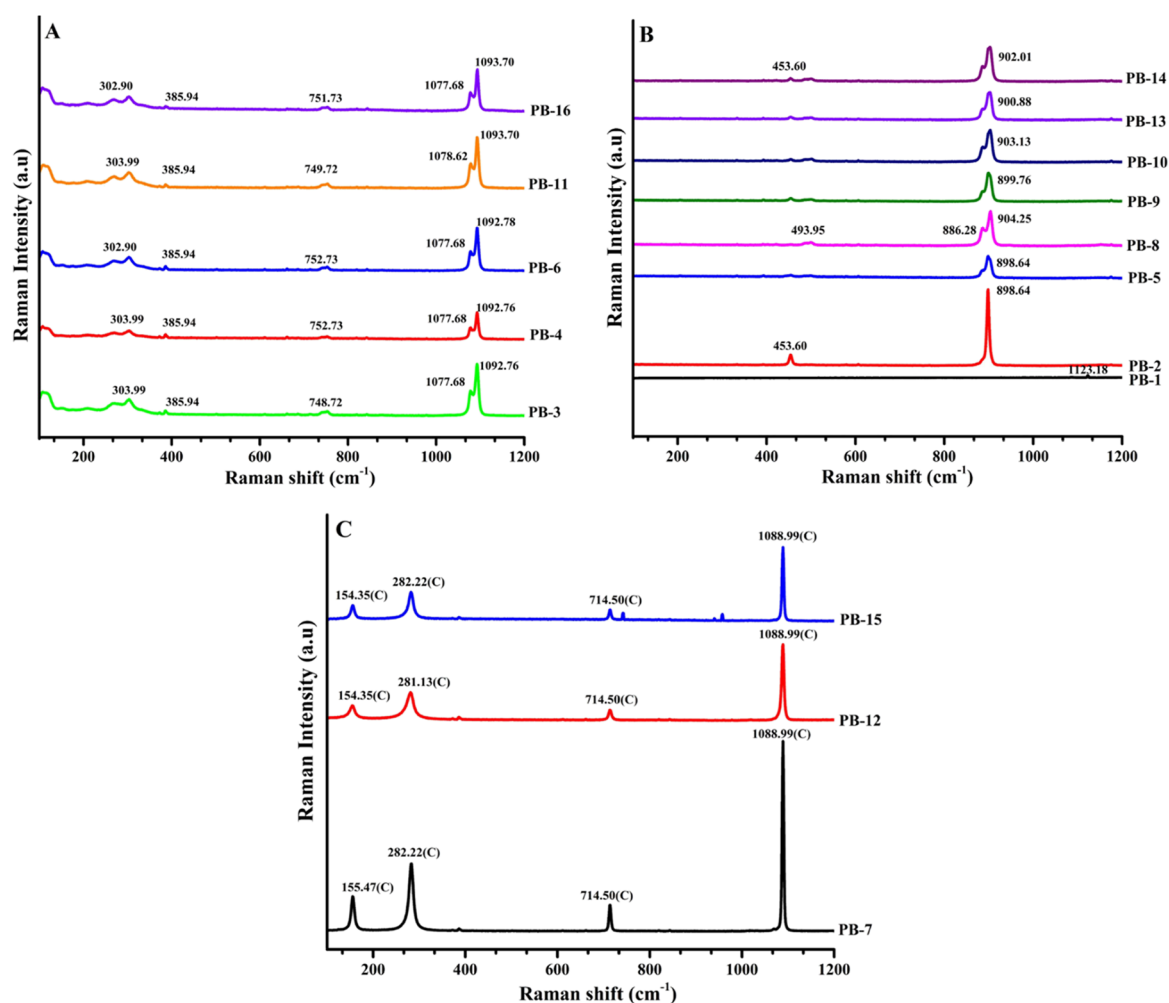 A
1093.70
1077.68
302.90
385.94
751.73
PB-16
1093.70
1078.62
303.99
385.94
749.72
PB-11
1092.78
1077.68
302.90
385.94
752.73
PB-6
1092.76
1077.68
303.99
385.94
752.73
PB-4
1092.76
1077.68
303.99
385.94
748.72
PB-3
200 400 600 800 1000 1200
Raman shift (cm-1)
Raman Intensity (a.u)
B
902.01
453.60
PB-14
900.88
PB-13
903.13
PB-10
899.76
PB-9
904.25
493.95
886.28
PB-8
898.64
PB-5
898.64
453.60
PB-2
1123.18
PB-1
200 400 600 800 1000 1200
Raman shift (cm-1)
Raman Intensity (a.u)
C
1088.99(C)
282.22(C)
154.35(C)
714.50(C)
PB-15
1088.99(C)
281.13(C)
154.35(C)
714.50(C)
PB-12
1088.99(C)
282.22(C)
155.47(C)
714.50(C)
PB-7
200 400 600 800 1000 1200
Raman shift (cm-1)
Raman Intensity (a.u)